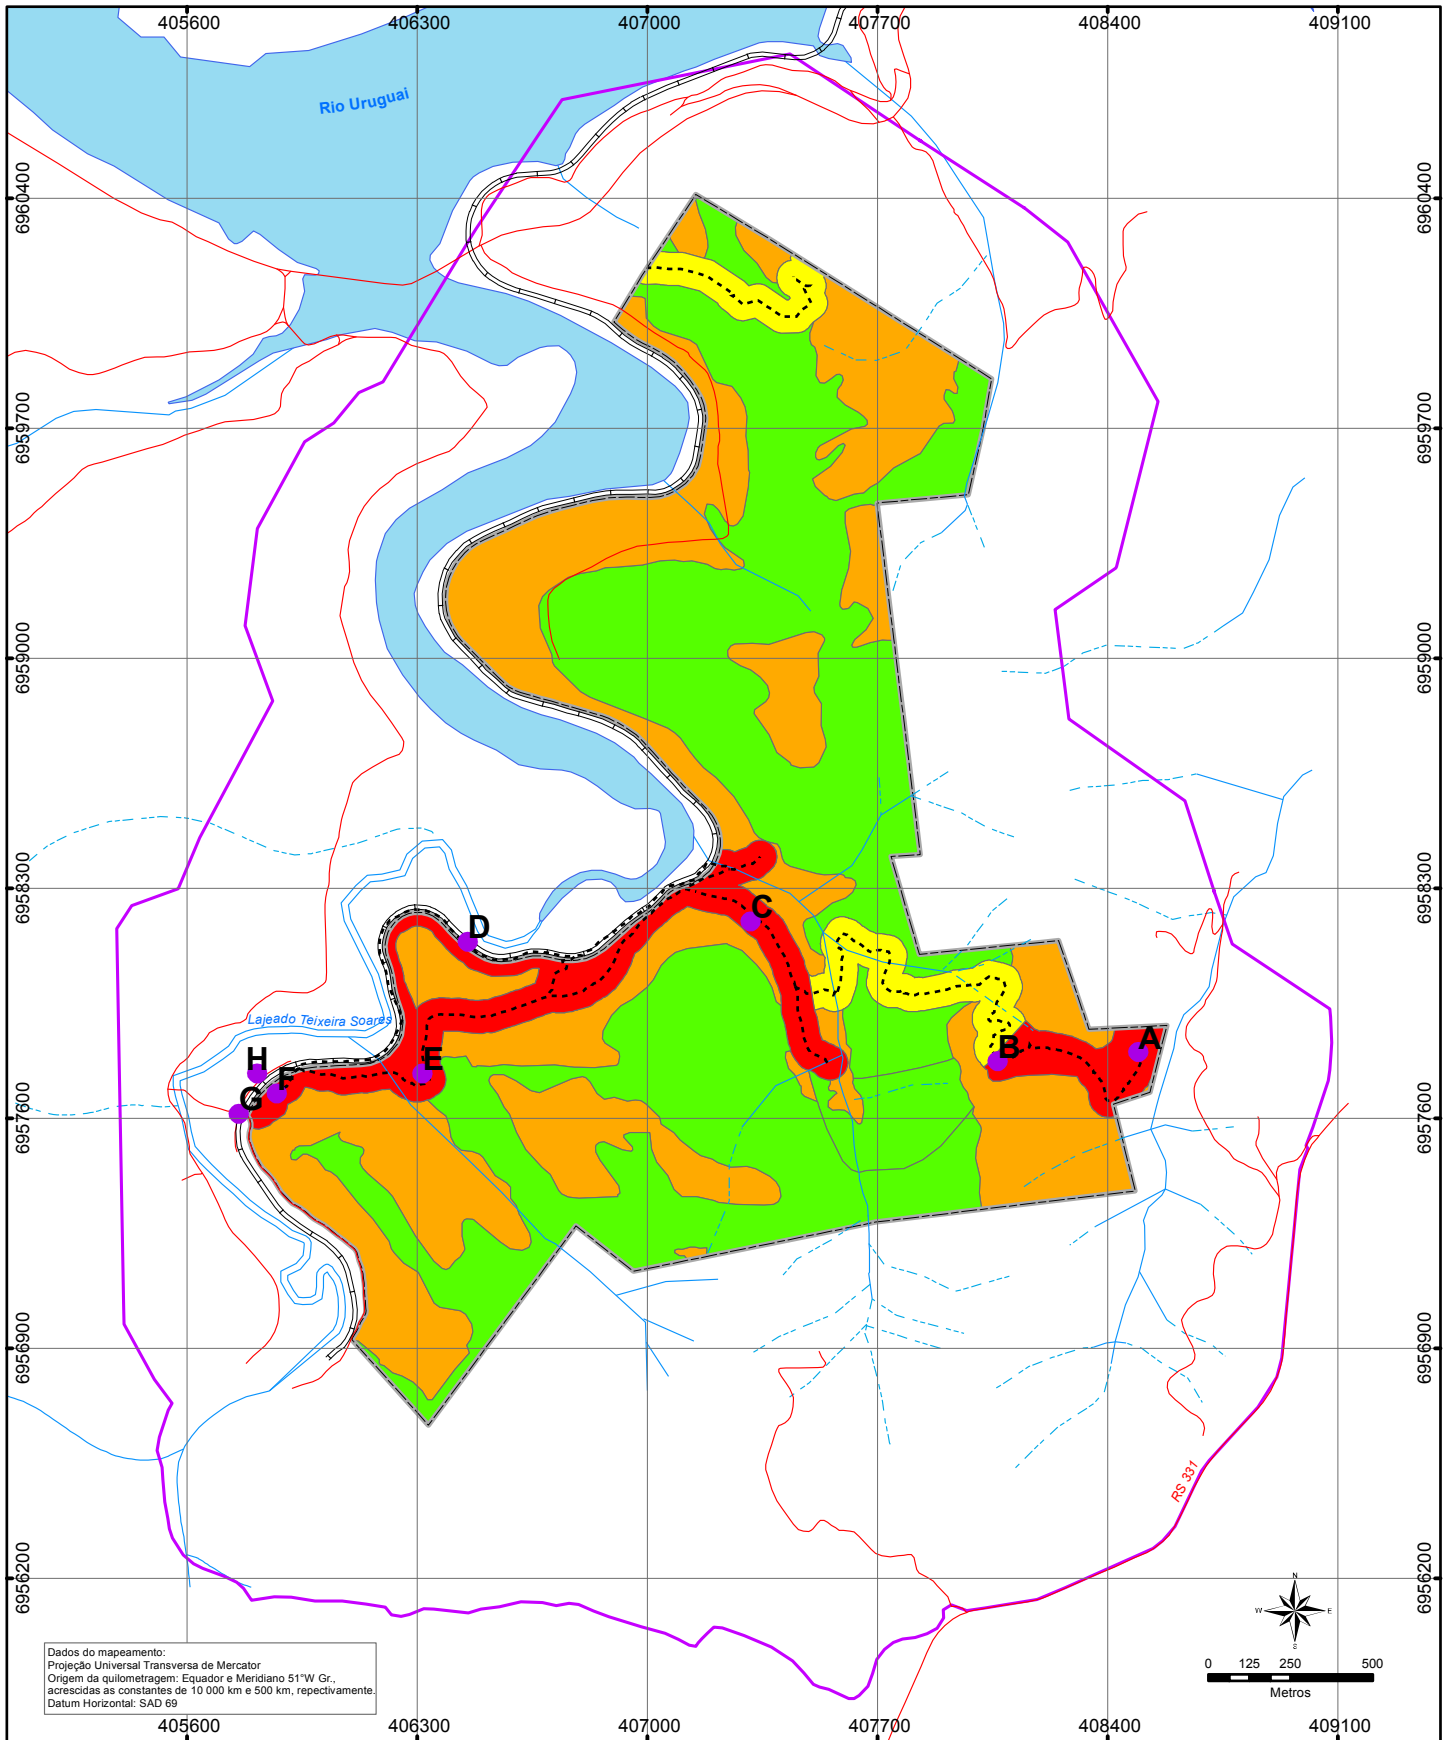 405600 406300 407000 407700 408400 409100
Rio Uruguai
6960400 6960400
6959700 6959700
6959000 6959000
6958300 6958300
C
D
Lajeado Teixeira Soares
A
B
E
H
F
G
6957600 6957600
6956900 6956900
RS 331
6956200 6956200
N
W E
S
Dados do mapeamento:
Projeção Universal Transversa de Mercator
Origem da quilometragem: Equador e Meridiano 51°W Gr.,
acrescidas as constantes de 10 000 km e 500 km, repectivamente.
Datum Horizontal: SAD 69
0 125 250 500
Metros
405600 406300 407000 407700 408400 409100